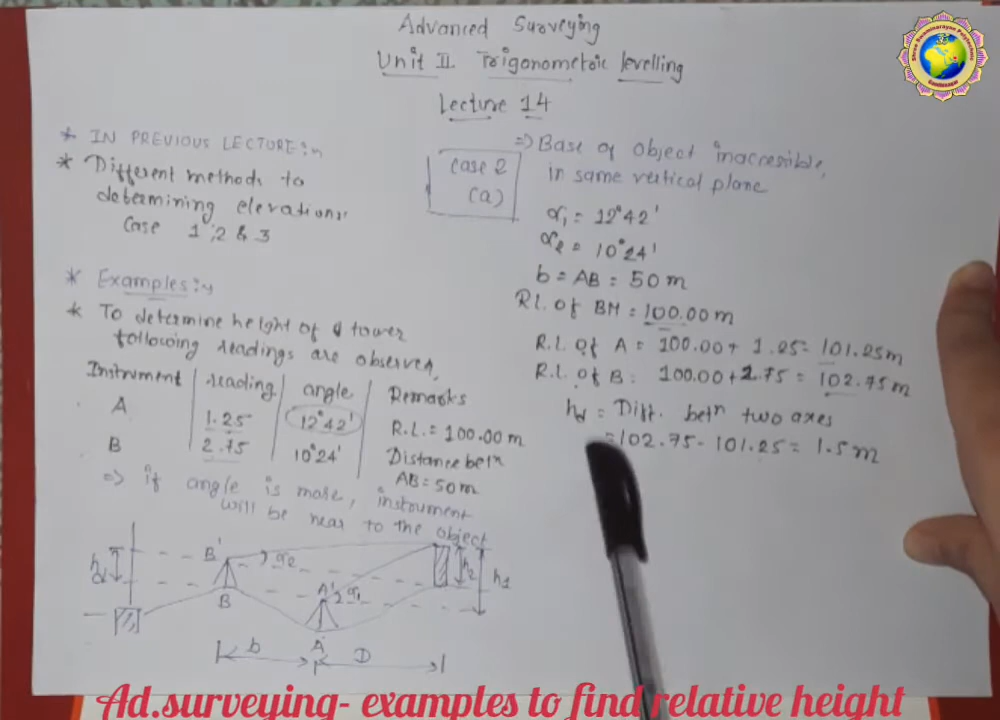 Advanced Surveying
Unit II. Trigonometric levelling
Lecture 14
* IN PREVIOUS LECTURE:-
* Different methods to
determining elevations.
Case 1, 2 & 3
* Examples:-
* To determine height of a tower
following readings are observed,
Instrument | reading | angle | Remarks
A | 1.25 | 12°42' | R.L. = 100.00 m
B | 2.75 | 10°24' | Distance betn
AB = 50m
=> if angle is more, instrument
will be near to the object
hd B' α2 h2 h1
B A' α1
A
b D
Case 2
(a)
=> Base of object inaccessible,
in same vertical plane
α1 = 12°42'
α2 = 10°24'
b = AB = 50 m
R.L. of BM = 100.00 m
R.L. of A = 100.00 + 1.25 = 101.25m
R.L. of B = 100.00 + 2.75 = 102.75 m
hd = Diff. betn two axes
= 102.75 - 101.25 = 1.5 m
Ad.surveying- examples to find relative height